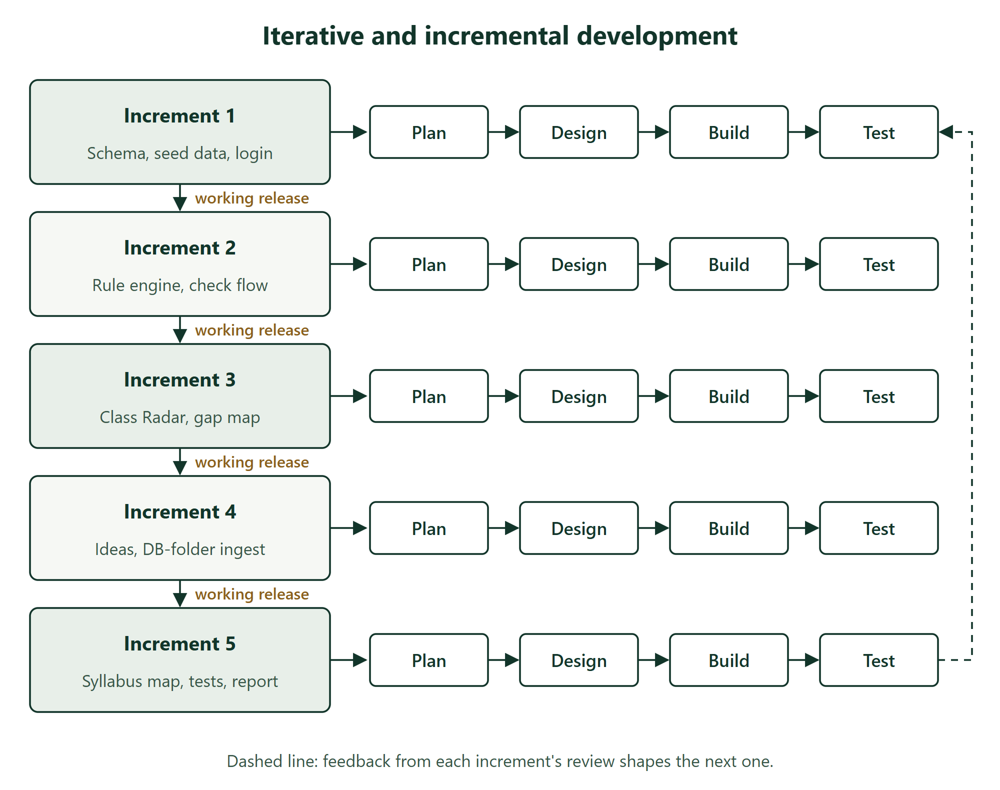 Iterative and incremental development
Increment 1
Schema, seed data, login
Plan
Design
Build
Test
working release
Increment 2
Rule engine, check flow
Plan
Design
Build
Test
working release
Increment 3
Class Radar, gap map
Plan
Design
Build
Test
working release
Increment 4
Ideas, DB-folder ingest
Plan
Design
Build
Test
working release
Increment 5
Syllabus map, tests, report
Plan
Design
Build
Test
Dashed line: feedback from each increment's review shapes the next one.